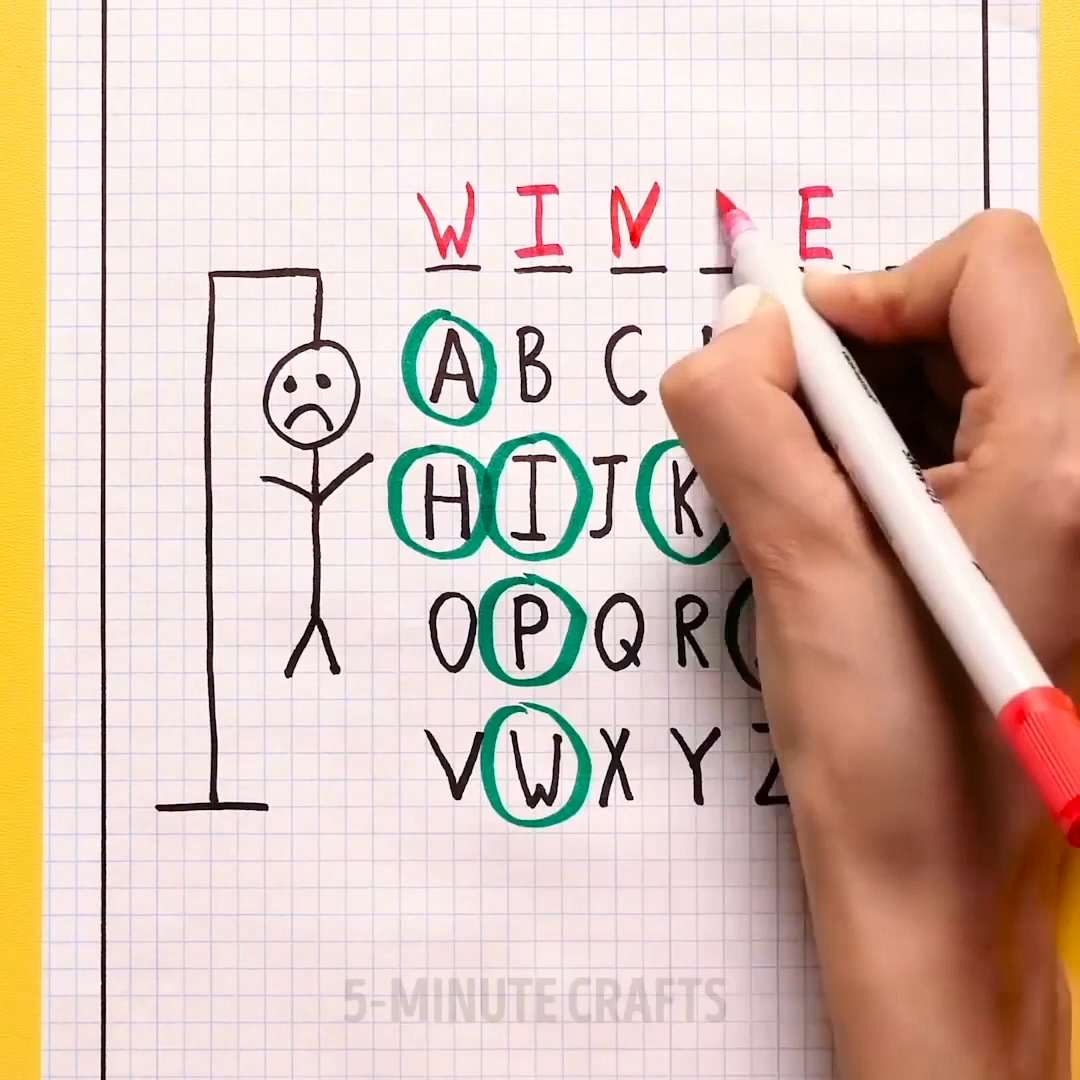 W I N E
A B C
H I J K
O P Q R
V W X Y Z
5-MINUTE CRAFTS